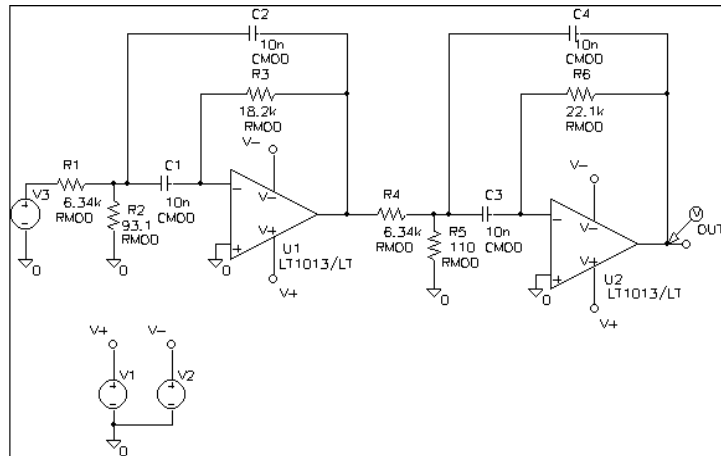 C2
10n
CMOD
R3
18.2k
RMOD
V-
R1
6.34k
RMOD
V3
R2
93.1
RMOD
C1
10n
CMOD
V-
V+
U1
LT1013/LT
V+
0
0
0
C4
10n
CMOD
R6
22.1k
RMOD
V-
R4
6.34k
RMOD
R5
110
RMOD
C3
10n
CMOD
V-
V+
U2
LT1013/LT
V+
0
0
V
OUT
V+
V-
V1
V2
0